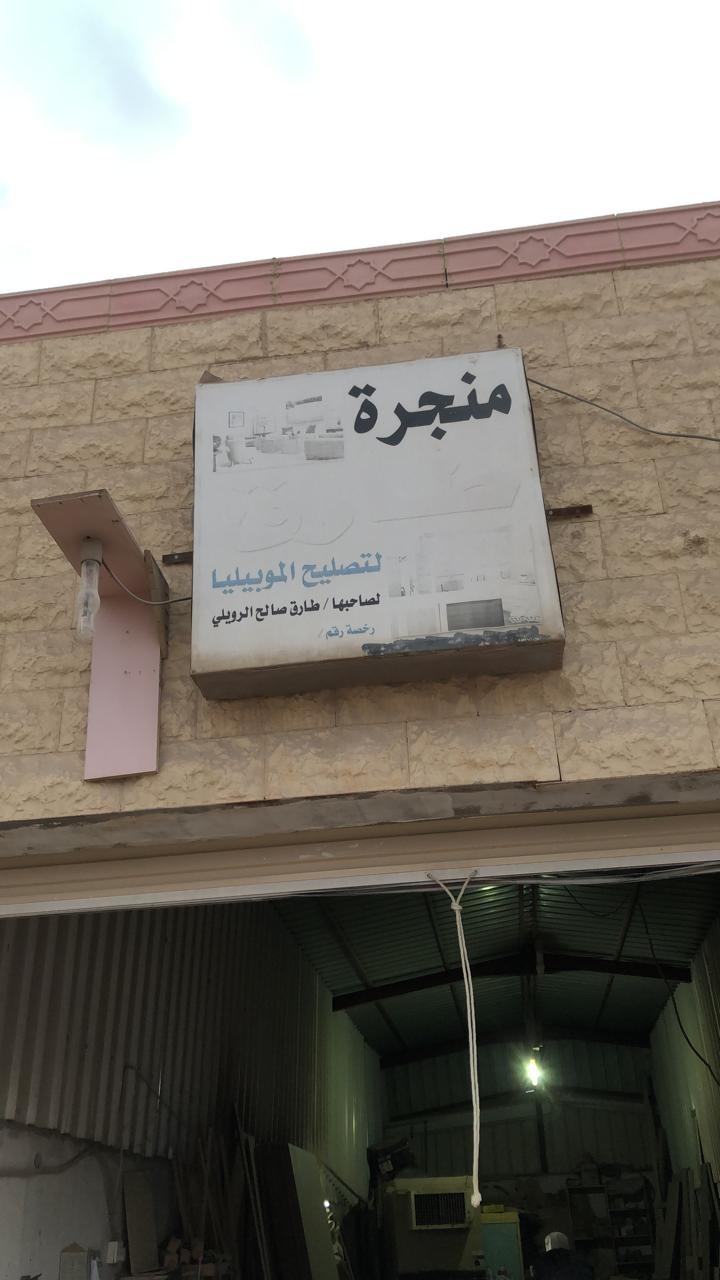 منجرة
لتصليح الموبيليا
لصاحبها / طارق صالح الرويلي
رخصة رقم /